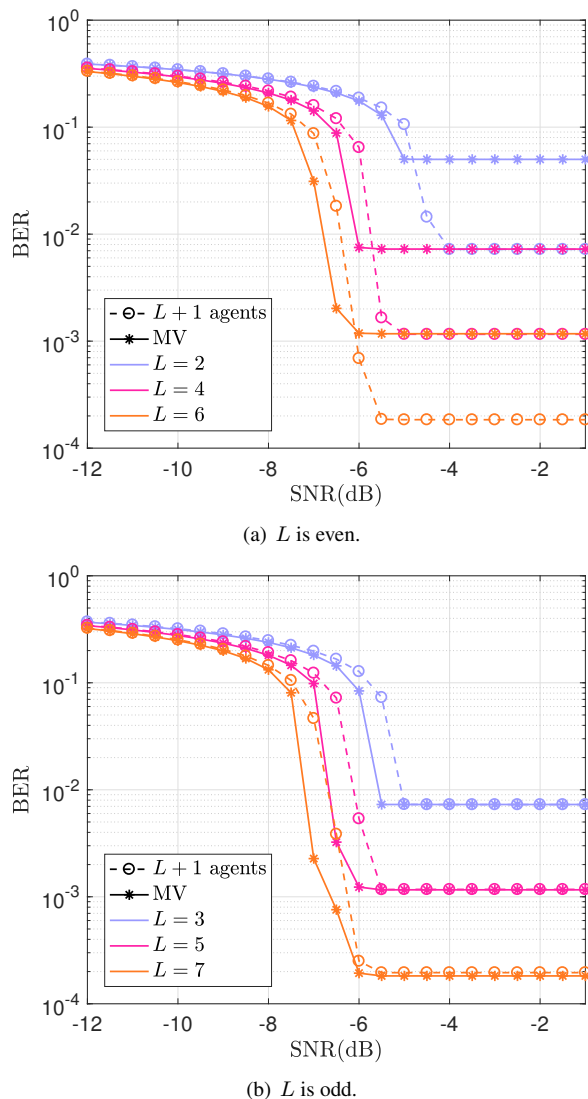 10^0
10^-1
10^-2
10^-3
10^-4
BER
L + 1 agents
MV
L = 2
L = 4
L = 6
-12 -10 -8 -6 -4 -2
SNR(dB)
(a) L is even.
10^0
10^-1
10^-2
10^-3
10^-4
BER
L + 1 agents
MV
L = 3
L = 5
L = 7
-12 -10 -8 -6 -4 -2
SNR(dB)
(b) L is odd.